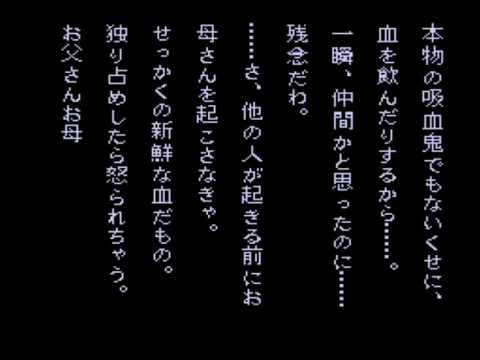 本物の吸血鬼でもないくせに、
血を飲んだりするから……。
一瞬、仲間かと思ったのに……
残念だわ。
……さ、他の人が起きる前にお
母さんを起こさなきゃ。
せっかくの新鮮な血だもの。
独り占めしたら怒られちゃう。
お父さんお母